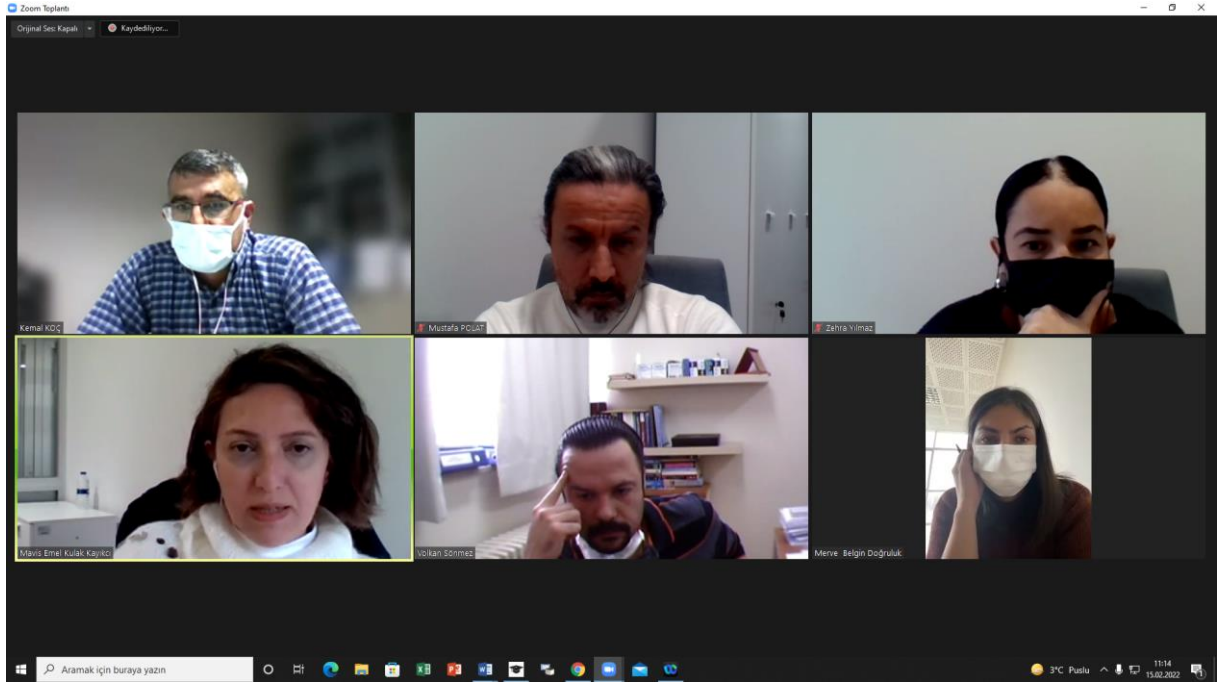 Zoom Toplantı
Orijinal Ses: Kapalı
Kaydediliyor...
Kemal KOÇ
Mustafa POLAT
Zehra Yılmaz
Mavis Emel Kulak Kayıkcı
Volkan Sönmez
Merve Belgin Doğruluk
Aramak için buraya yazın
3°C Puslu
11:14
15.02.2022